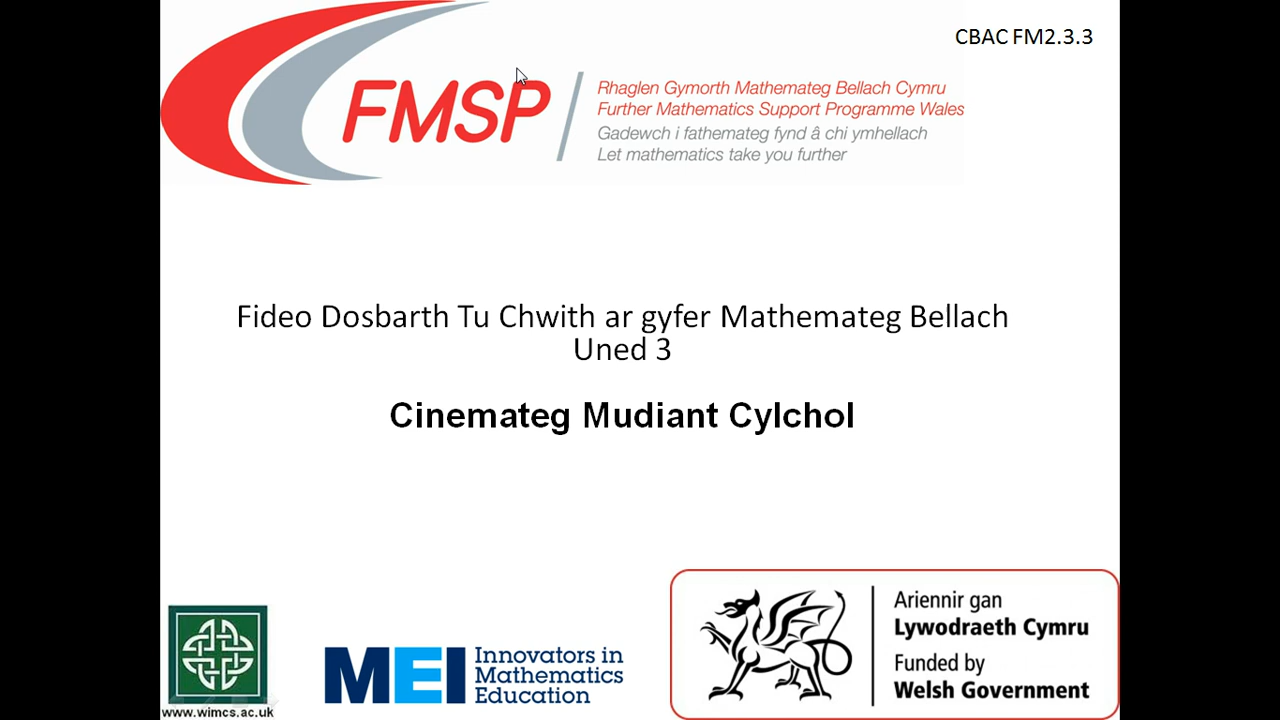 CBAC FM2.3.3
FMSP
Rhaglen Gymorth Mathemateg Bellach Cymru
Further Mathematics Support Programme Wales
Gadewch i fathemateg fynd â chi ymhellach
Let mathematics take you further
Fideo Dosbarth Tu Chwith ar gyfer Mathemateg Bellach
Uned 3
Cinemateg Mudiant Cylchol
www.wimcs.ac.uk
MEI
Innovators in
Mathematics
Education
Ariennir gan
Lywodraeth Cymru
Funded by
Welsh Government